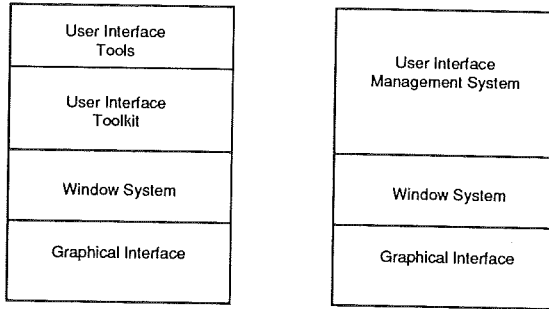 User Interface
Tools
User Interface
Toolkit
Window System
Graphical Interface
User Interface
Management System
Window System
Graphical Interface